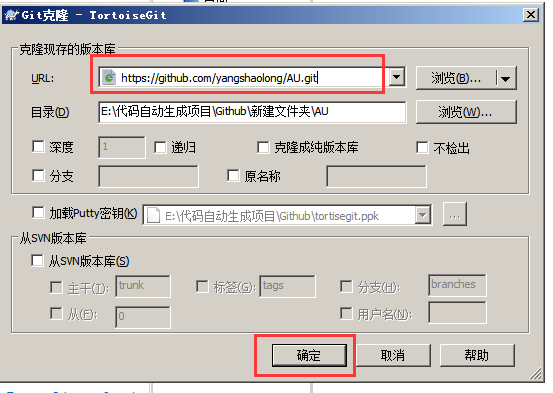 Git克隆 - TortoiseGit
克隆现存的版本库
URL: https://github.com/yangshaolong/AU.git 浏览(B)...
目录(D) E:\代码自动生成项目\Github\新建文件夹\AU 浏览(W)...
深度 1 递归 克隆成纯版本库 不检出
分支 原名称
加载Putty密钥(K) E:\代码自动生成项目\Github\tortisegit.ppk ...
从SVN版本库
从SVN版本库(S)
主干(T): trunk 标签(G): tags 分支(H): branches
从(F): 0 用户名(N):
确定 取消 帮助